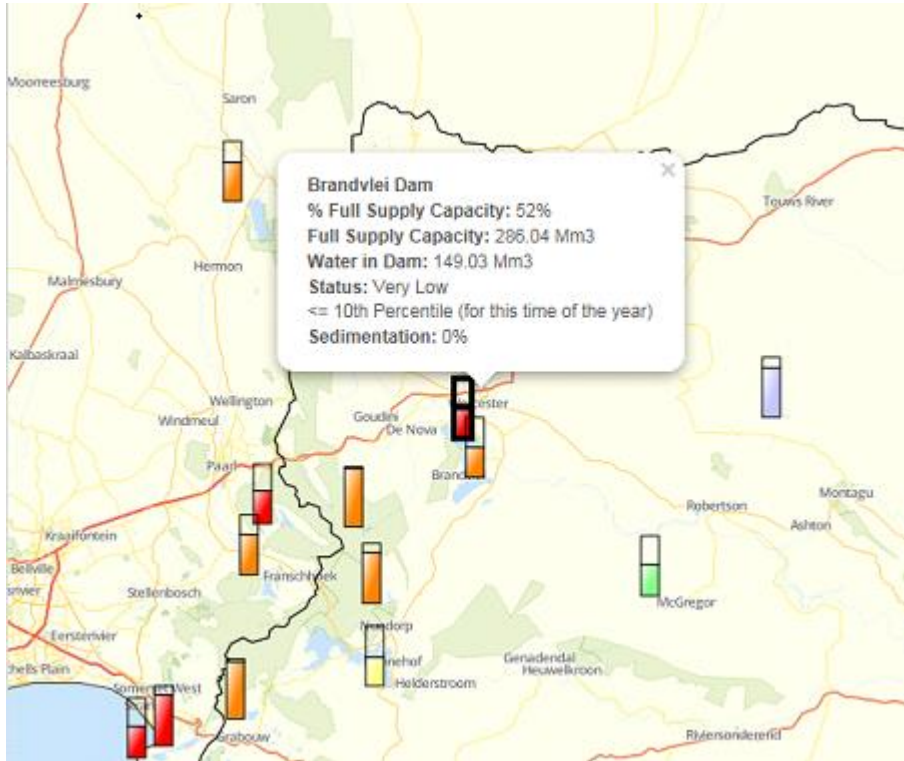 Moorreesburg
Saron
Touws River
Hermon
Malmesbury
Kalbaskraal
Brandvlei Dam
% Full Supply Capacity: 52%
Full Supply Capacity: 286.04 Mm3
Water in Dam: 149.03 Mm3
Status: Very Low
<= 10th Percentile (for this time of the year)
Sedimentation: 0%
×
Wellington
Windmeul
Goudini
De Nova
Paarl
Robertson
Montagu
Ashton
Kraaifontein
Bellville
Stellenbosch
Franschhoek
McGregor
Eersterivier
Helderstroom
Genadendal
Heuwelkroon
Somerset West
Grabouw
Riviersonderend